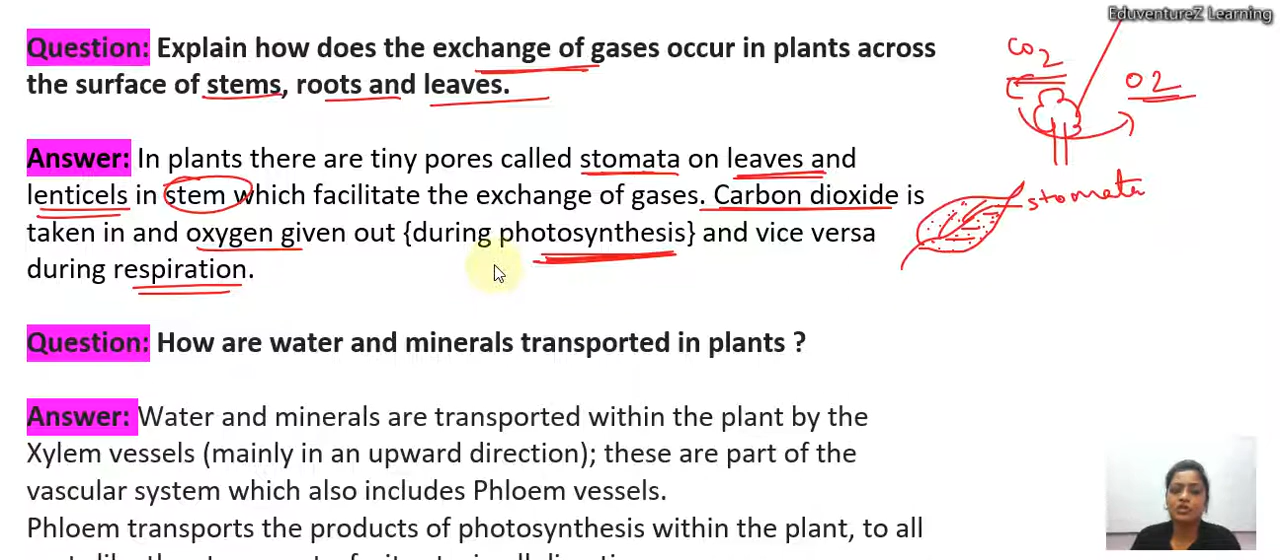 EduventureZ Learning
Question: Explain how does the exchange of gases occur in plants across
the surface of stems, roots and leaves.
CO2
O2
Answer: In plants there are tiny pores called stomata on leaves and
lenticels in stem which facilitate the exchange of gases. Carbon dioxide is
taken in and oxygen given out {during photosynthesis} and vice versa
during respiration.
stomata
Question: How are water and minerals transported in plants ?
Answer: Water and minerals are transported within the plant by the
Xylem vessels (mainly in an upward direction); these are part of the
vascular system which also includes Phloem vessels.
Phloem transports the products of photosynthesis within the plant, to all